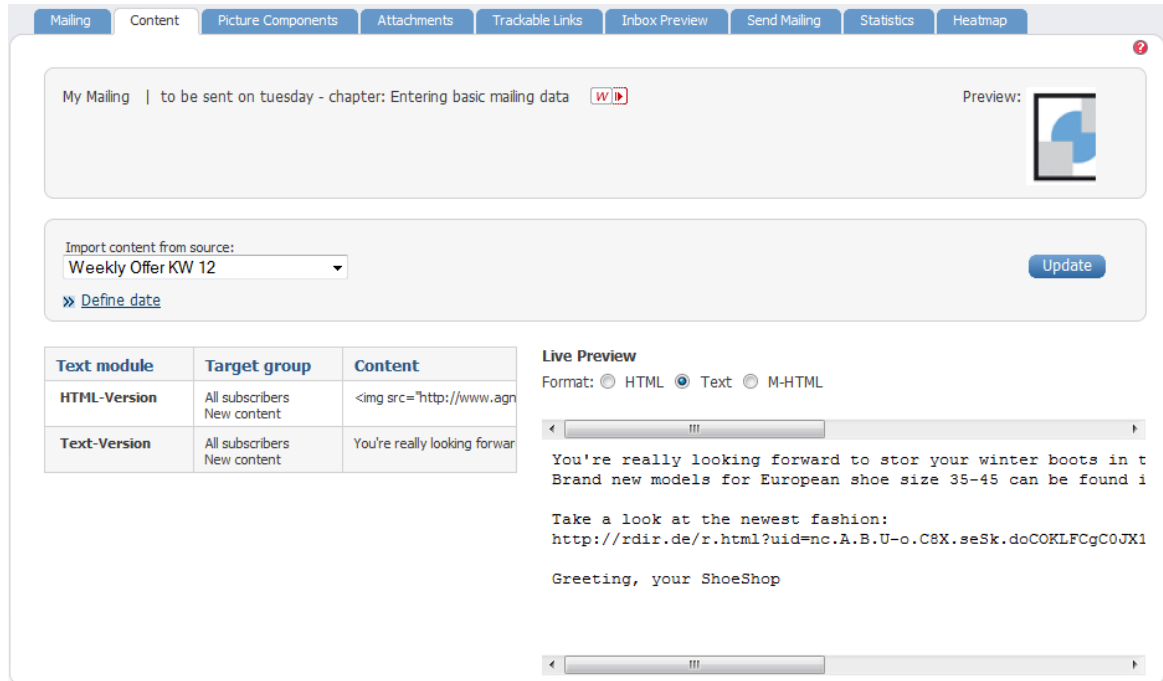 Mailing Content Picture Components Attachments Trackable Links Inbox Preview Send Mailing Statistics Heatmap
?
My Mailing | to be sent on tuesday - chapter: Entering basic mailing data W Preview:
Import content from source:
Weekly Offer KW 12
Update
» Define date
Text module Target group Content
HTML-Version All subscribers <img src="http://www.agn
New content
Text-Version All subscribers You're really looking forwar
New content
Live Preview
Format: HTML Text M-HTML
You're really looking forward to stor your winter boots in t
Brand new models for European shoe size 35-45 can be found i
Take a look at the newest fashion:
http://rdir.de/r.html?uid=nc.A.B.U-o.C8X.seSk.doCOKLFCgC0JX1
Greeting, your ShoeShop